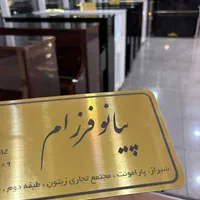 پیانو فرزام
شیراز، پارامونت، مجتمع تجاری زیتون، طبقه دوم،